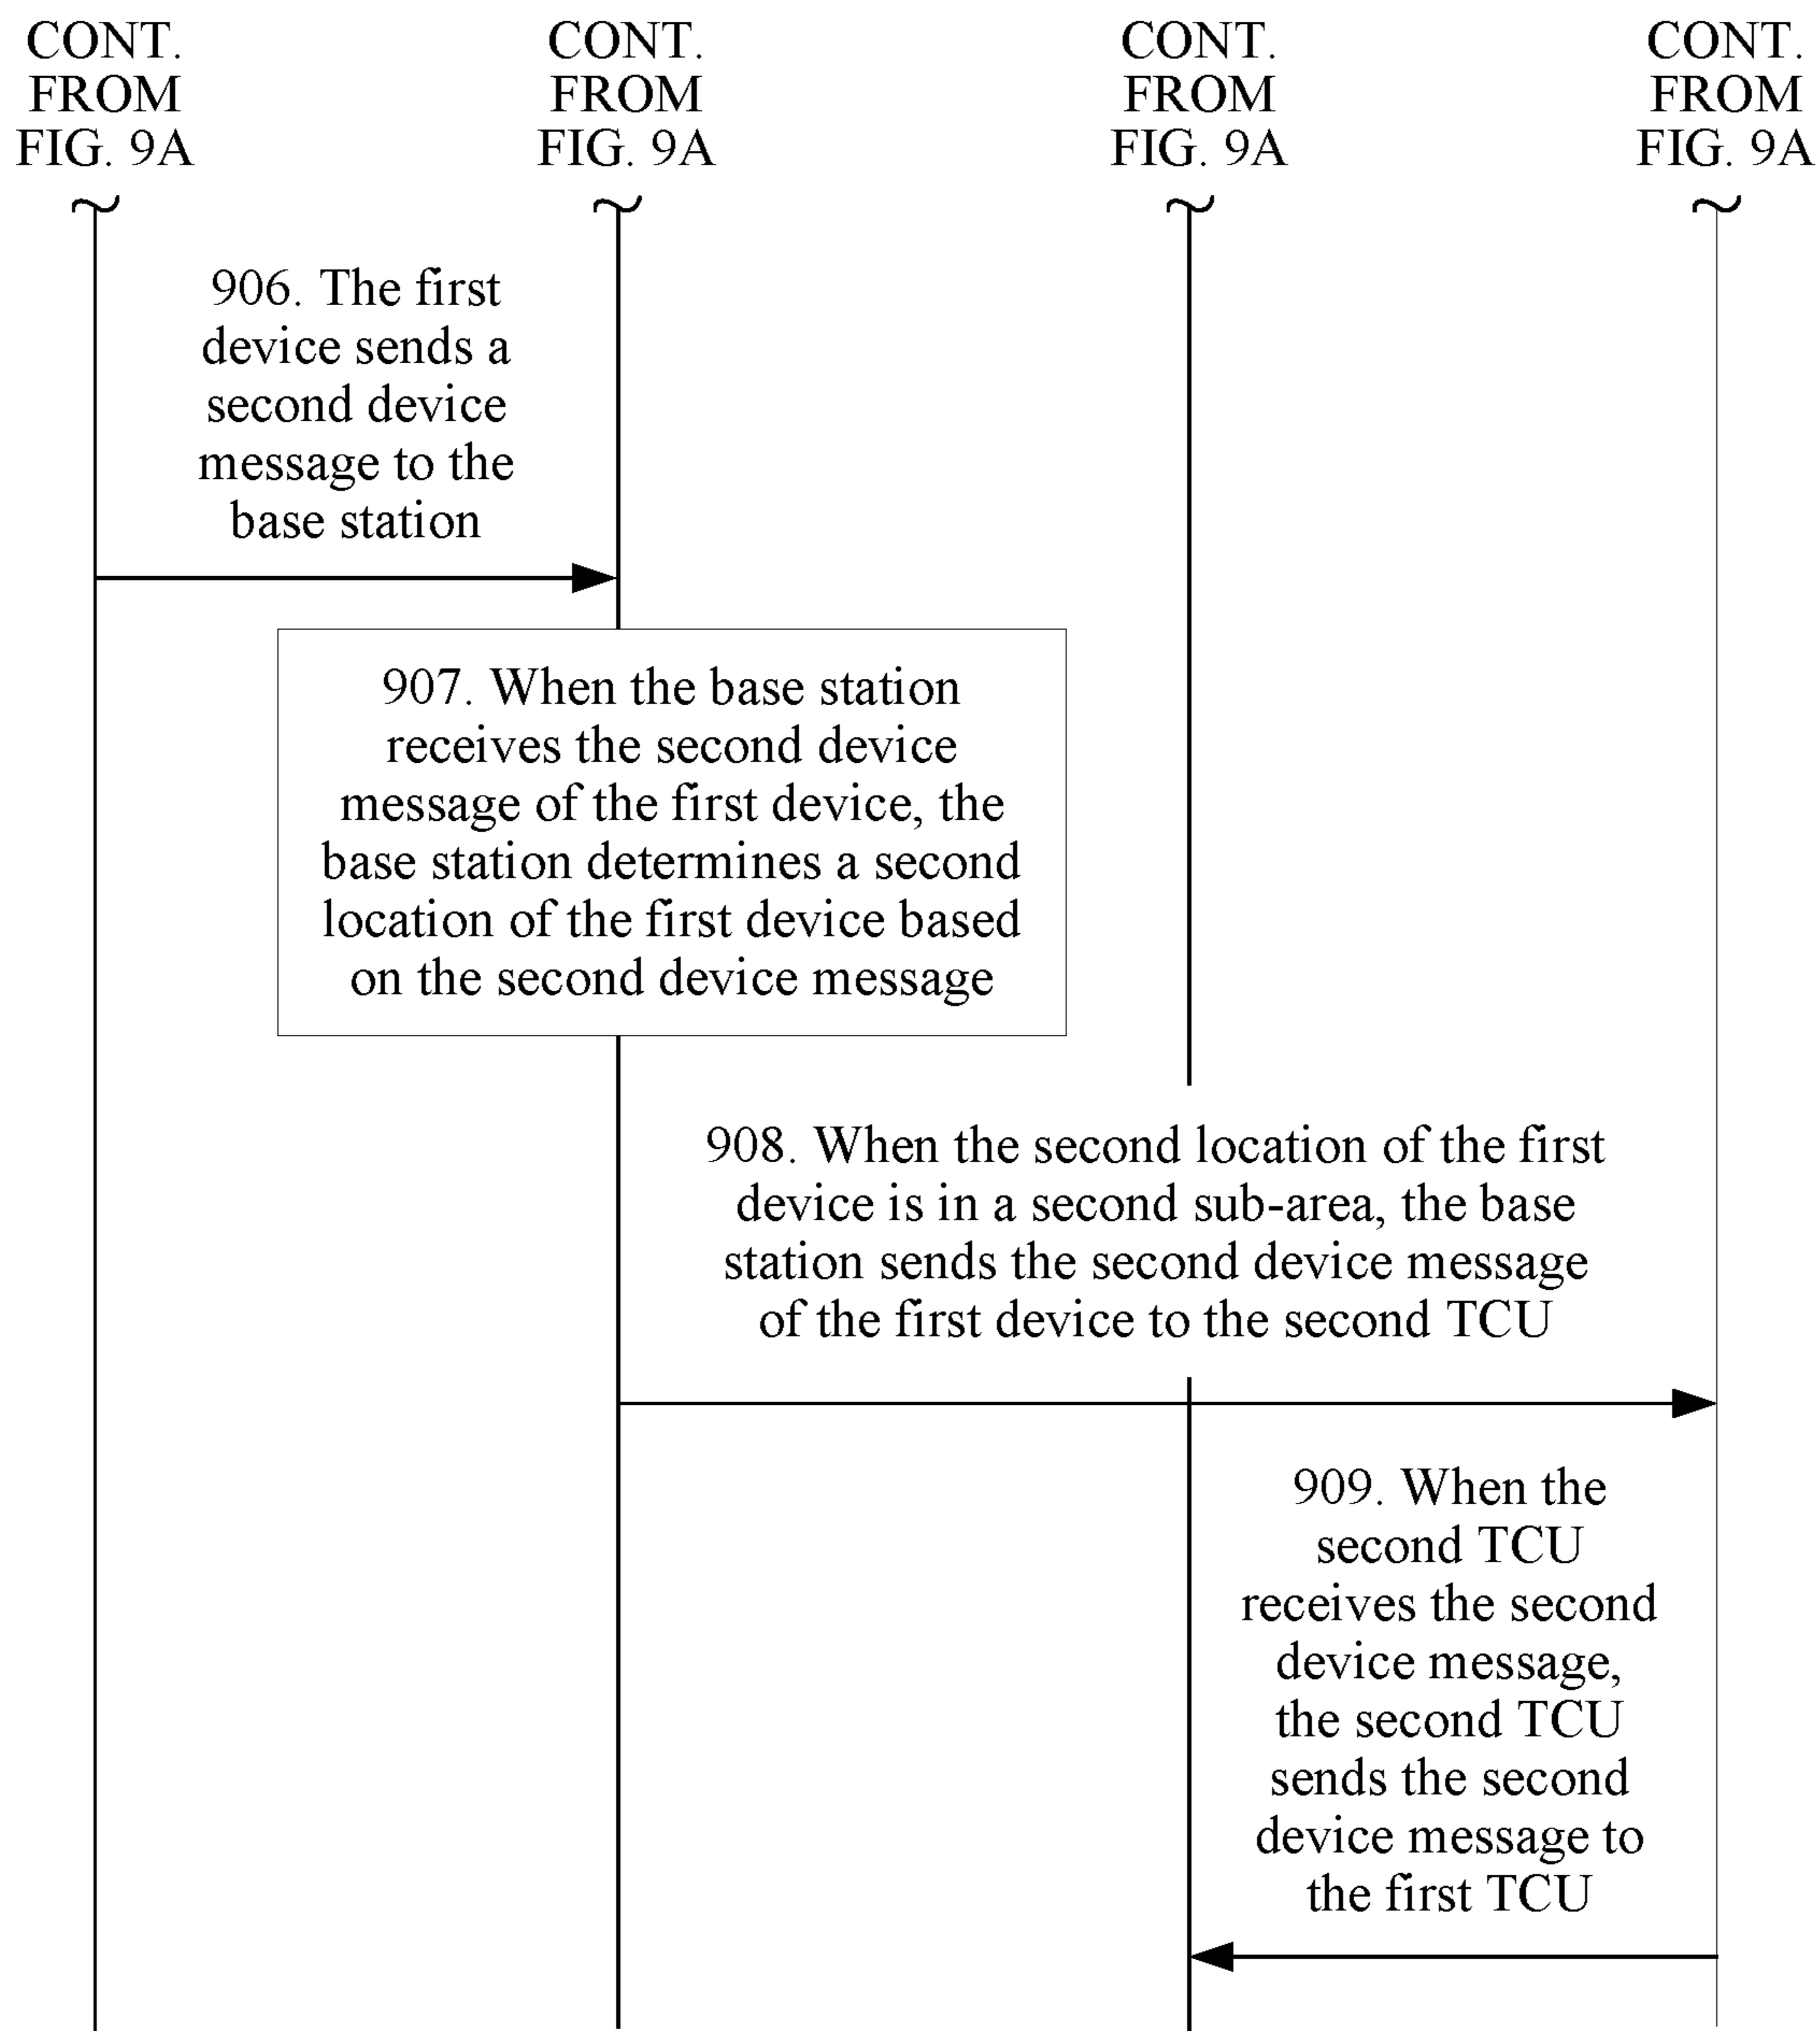 CONT.
FROM
FIG. 9A
CONT.
FROM
FIG. 9A
CONT.
FROM
FIG. 9A
CONT.
FROM
FIG. 9A
906. The first
device sends a
second device
message to the
base station
907. When the base station
receives the second device
message of the first device, the
base station determines a second
location of the first device based
on the second device message
908. When the second location of the first
device is in a second sub-area, the base
station sends the second device message
of the first device to the second TCU
909. When the
second TCU
receives the second
device message,
the second TCU
sends the second
device message to
the first TCU